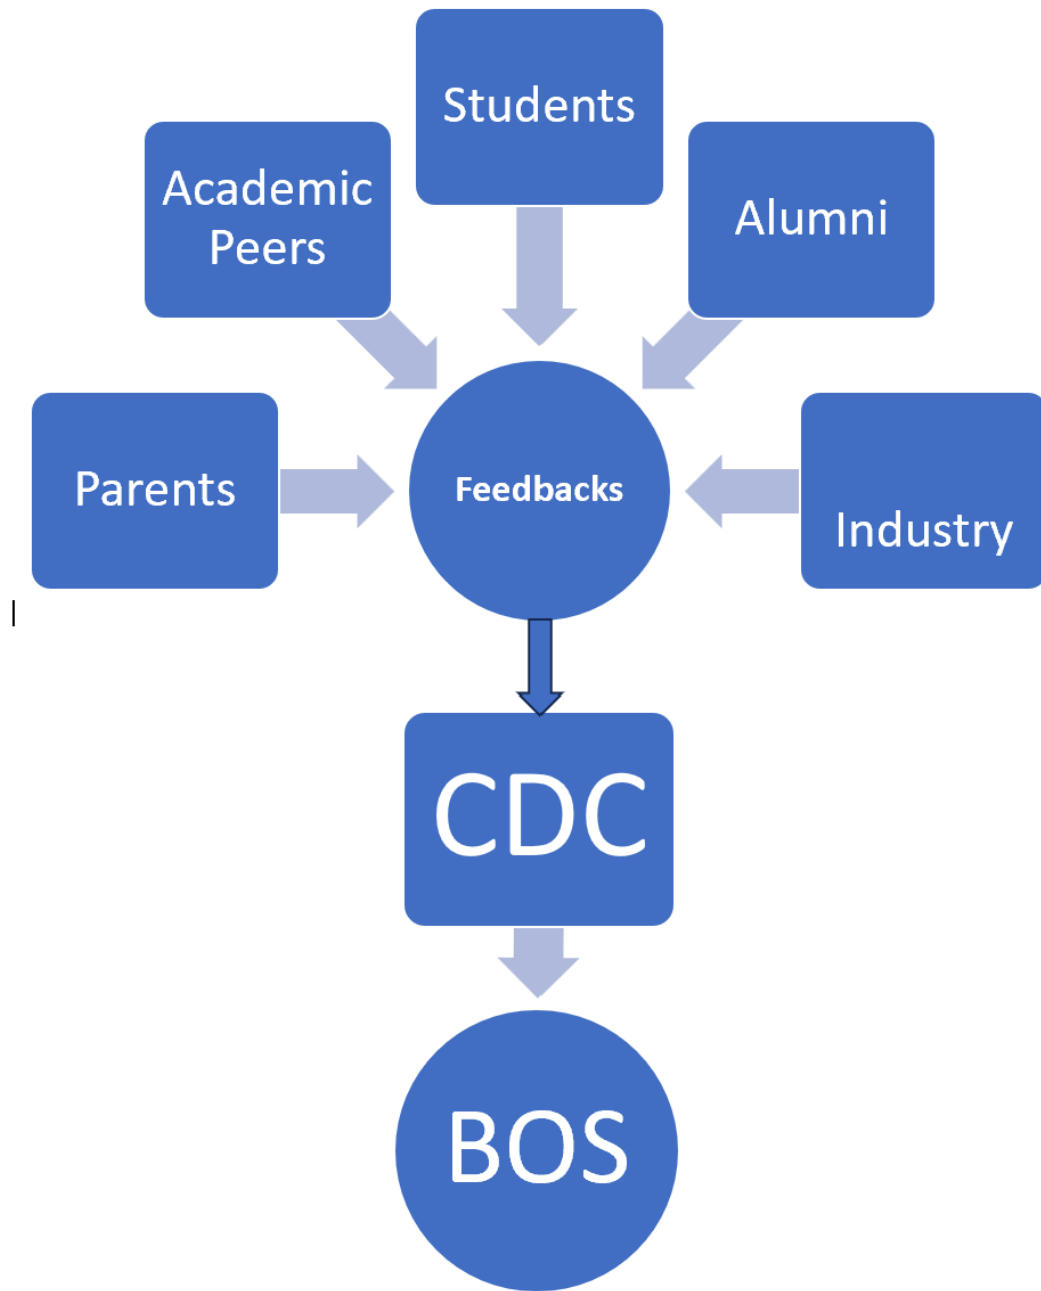 Students
Academic
Peers
Alumni
Parents
Feedbacks
Industry
CDC
BOS